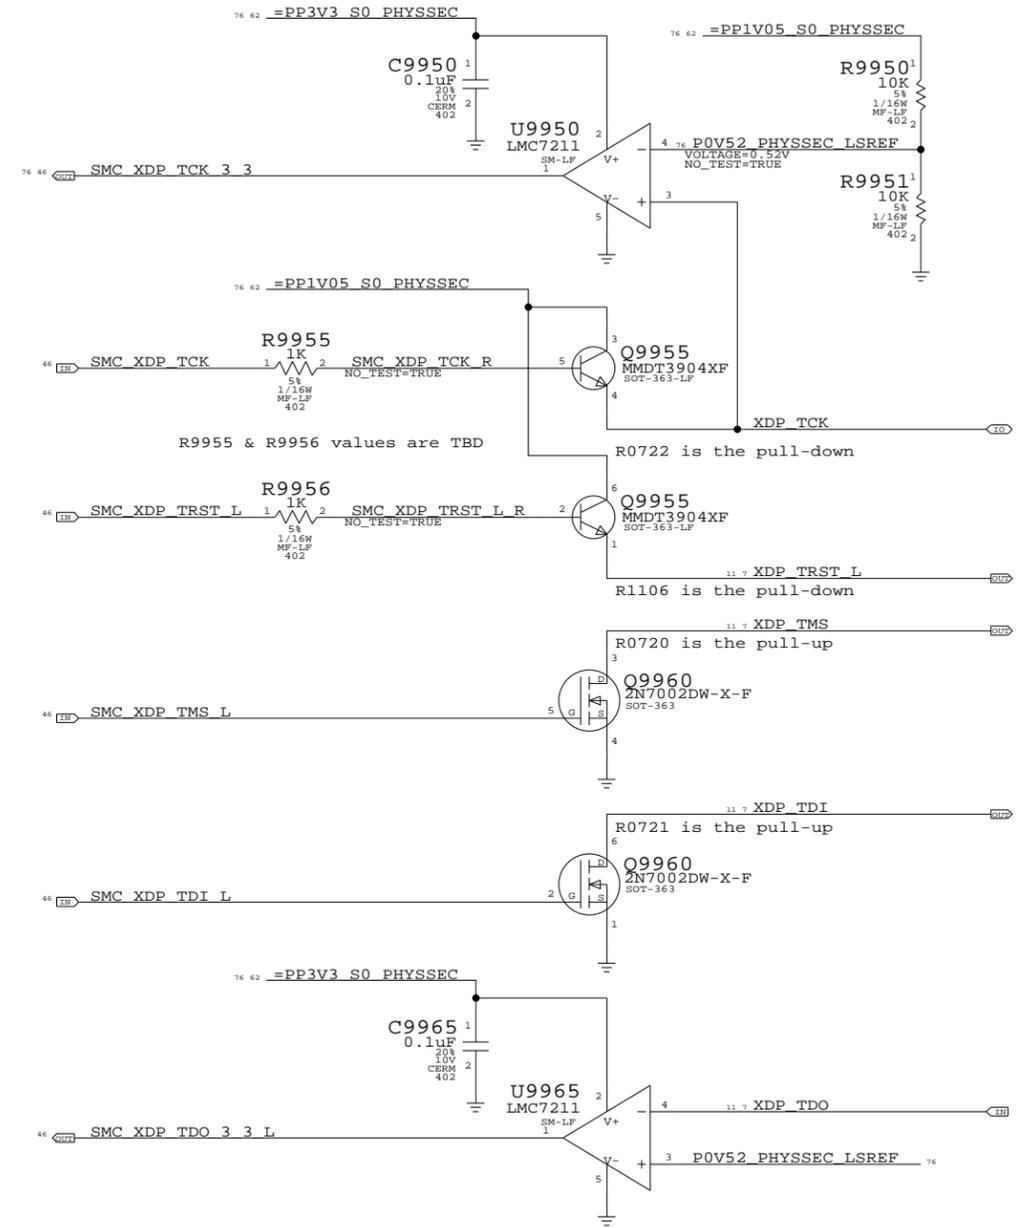 76 62 =PP3V3_S0_PHYSSEC
76 62 =PP1V05_S0_PHYSSEC
C9950 1
0.1uF
20%
10V
CERM
402 2
R9950 1
10K
5%
1/16W
MF-LF
402 2
U9950
LMC7211
SM-LF
2
V+
1
4 76 P0V52_PHYSSEC_LSREF
VOLTAGE=0.52V
NO_TEST=TRUE
76 46 OUT SMC_XDP_TCK_3_3
R9951 1
10K
5%
1/16W
MF-LF
402 2
V-
5
3
76 62 =PP1V05_S0_PHYSSEC
R9955
1K
1 2
5%
1/16W
MF-LF
402
46 IN SMC_XDP_TCK
SMC_XDP_TCK_R
NO_TEST=TRUE
3
5
4
Q9955
MMDT3904XF
SOT-363-LF
XDP_TCK IO
R9955 & R9956 values are TBD
R0722 is the pull-down
R9956
1K
1 2
5%
1/16W
MF-LF
402
46 IN SMC_XDP_TRST_L
SMC_XDP_TRST_L_R
NO_TEST=TRUE
6
2
1
Q9955
MMDT3904XF
SOT-363-LF
11 7 XDP_TRST_L OUT
R1106 is the pull-down
11 7 XDP_TMS OUT
R0720 is the pull-up
3
Q9960
2N7002DW-X-F
SOT-363
D
G
S
5
4
46 IN SMC_XDP_TMS_L
11 7 XDP_TDI OUT
R0721 is the pull-up
6
Q9960
2N7002DW-X-F
SOT-363
D
G
S
2
1
46 IN SMC_XDP_TDI_L
76 62 =PP3V3_S0_PHYSSEC
C9965 1
0.1uF
20%
10V
CERM
402 2
U9965
LMC7211
SM-LF
2
V+
1
4 11 7 XDP_TDO IN
46 OUT SMC_XDP_TDO_3_3_L
V-
5
3 P0V52_PHYSSEC_LSREF 76